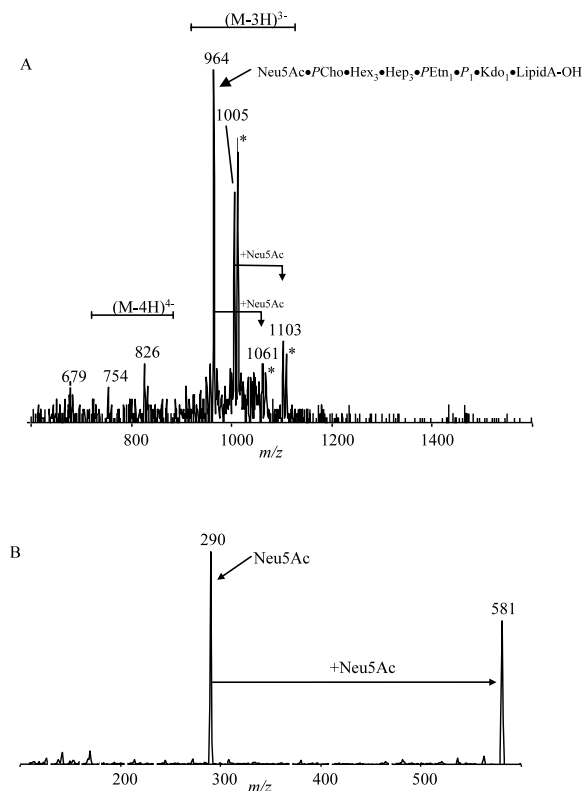 (M-3H)³⁻
A
964
Neu5Ac•PCho•Hex₃•Hep₃•PEtn₁•P₁•Kdo₁•LipidA-OH
1005
*
+Neu5Ac
(M-4H)⁴⁻
+Neu5Ac
1103
826
1061
*
*
679
754
800
1000
1200
1400
m/z
B
290
Neu5Ac
581
+Neu5Ac
200
300
400
500
m/z